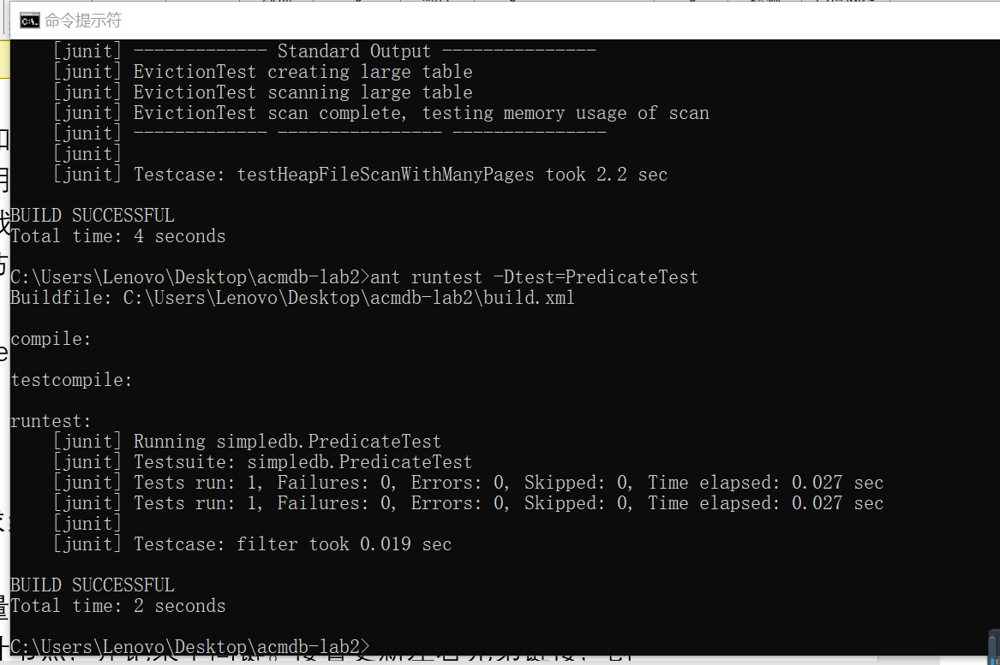 命令提示符
[junit] ------------- Standard Output ---------------
[junit] EvictionTest creating large table
[junit] EvictionTest scanning large table
[junit] EvictionTest scan complete, testing memory usage of scan
[junit] ------------- ---------------- ---------------
[junit]
[junit] Testcase: testHeapFileScanWithManyPages took 2.2 sec
BUILD SUCCESSFUL
Total time: 4 seconds
C:\Users\Lenovo\Desktop\acmdb-lab2>ant runtest -Dtest=PredicateTest
Buildfile: C:\Users\Lenovo\Desktop\acmdb-lab2\build.xml
compile:
testcompile:
runtest:
[junit] Running simpledb.PredicateTest
[junit] Testsuite: simpledb.PredicateTest
[junit] Tests run: 1, Failures: 0, Errors: 0, Skipped: 0, Time elapsed: 0.027 sec
[junit] Tests run: 1, Failures: 0, Errors: 0, Skipped: 0, Time elapsed: 0.027 sec
[junit]
[junit] Testcase: filter took 0.019 sec
BUILD SUCCESSFUL
Total time: 2 seconds
C:\Users\Lenovo\Desktop\acmdb-lab2>